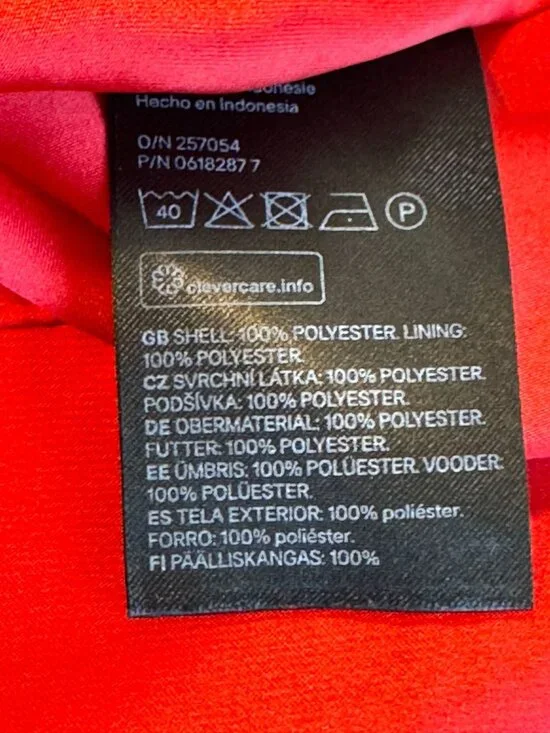 Hecho en Indonesia
O/N 257054
P/N 0618287 7
40
P
clevercare.info
GB SHELL: 100% POLYESTER. LINING:
100% POLYESTER.
CZ SVRCHNÍ LÁTKA: 100% POLYESTER.
PODŠÍVKA: 100% POLYESTER.
DE OBERMATERIAL: 100% POLYESTER.
FUTTER: 100% POLYESTER.
EE ÜMBRIS: 100% POLÜESTER. VOODER:
100% POLÜESTER.
ES TELA EXTERIOR: 100% poliéster.
FORRO: 100% poliéster.
FI PÄÄLLISKANGAS: 100%